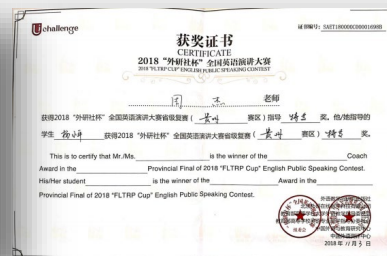 Uchallenge
证书编号: SAET180000CD00001698B
获奖证书
CERTIFICATE
2018 “外研社杯” 全国英语演讲大赛
2018 "FLTRP CUP" ENGLISH PUBLIC SPEAKING CONTEST
周 老师
获得2018 “外研社杯” 全国英语演讲大赛省级复赛 ( 贵州 赛区) 指导 特等 奖。他/她指导的
学生 杨 获得2018 “外研社杯” 全国英语演讲大赛省级复赛 ( 贵州 赛区) 特等 奖。
This is to certify that Mr./Ms. is the winner of the Coach
Award in the Provincial Final of 2018 "FLTRP Cup" English Public Speaking Contest.
His/Her student is the winner of the Award in the
Provincial Final of 2018 "FLTRP Cup" English Public Speaking Contest.
2018 年 11 月 3 日